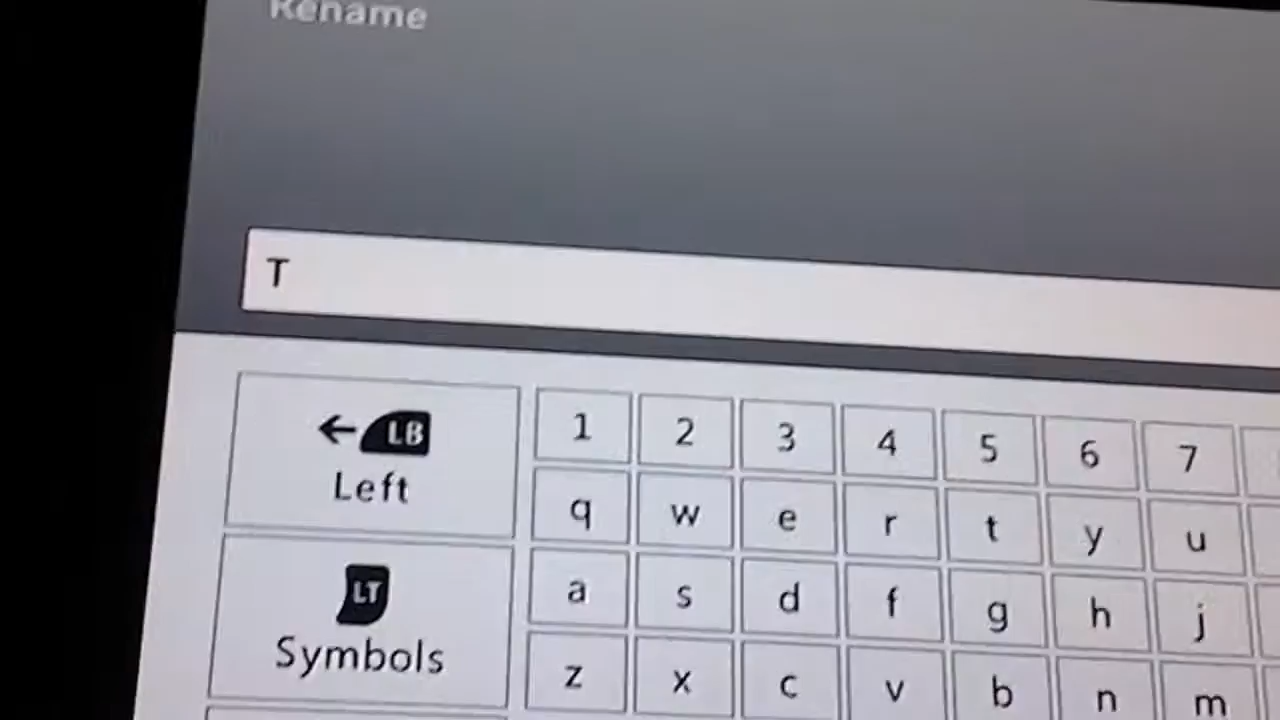 Rename
T
LB
Left
1 2 3 4 5 6 7
q w e r t y u
LT
Symbols
a s d f g h j
z x c v b n m